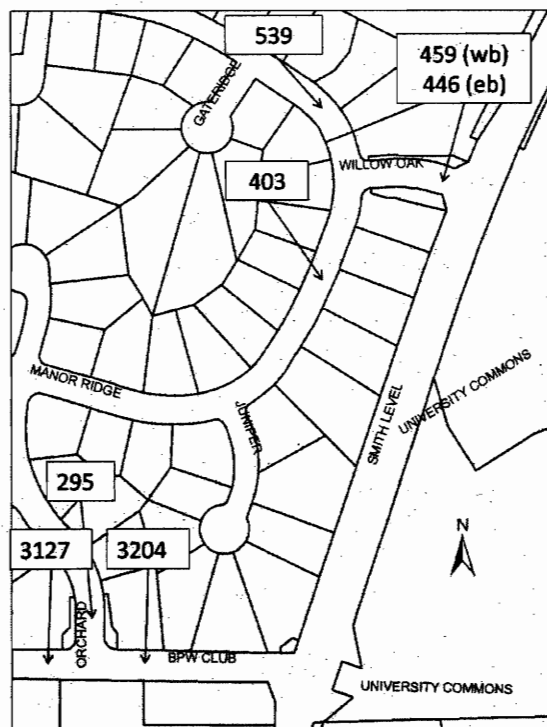 539
459 (wb)
446 (eb)
GATERIDGE
WILLOW OAK
403
MANOR RIDGE
JUNIPER
SMITH LEVEL
UNIVERSITY COMMONS
295
3127
3204
N
ORCHARD
BPW CLUB
UNIVERSITY COMMONS